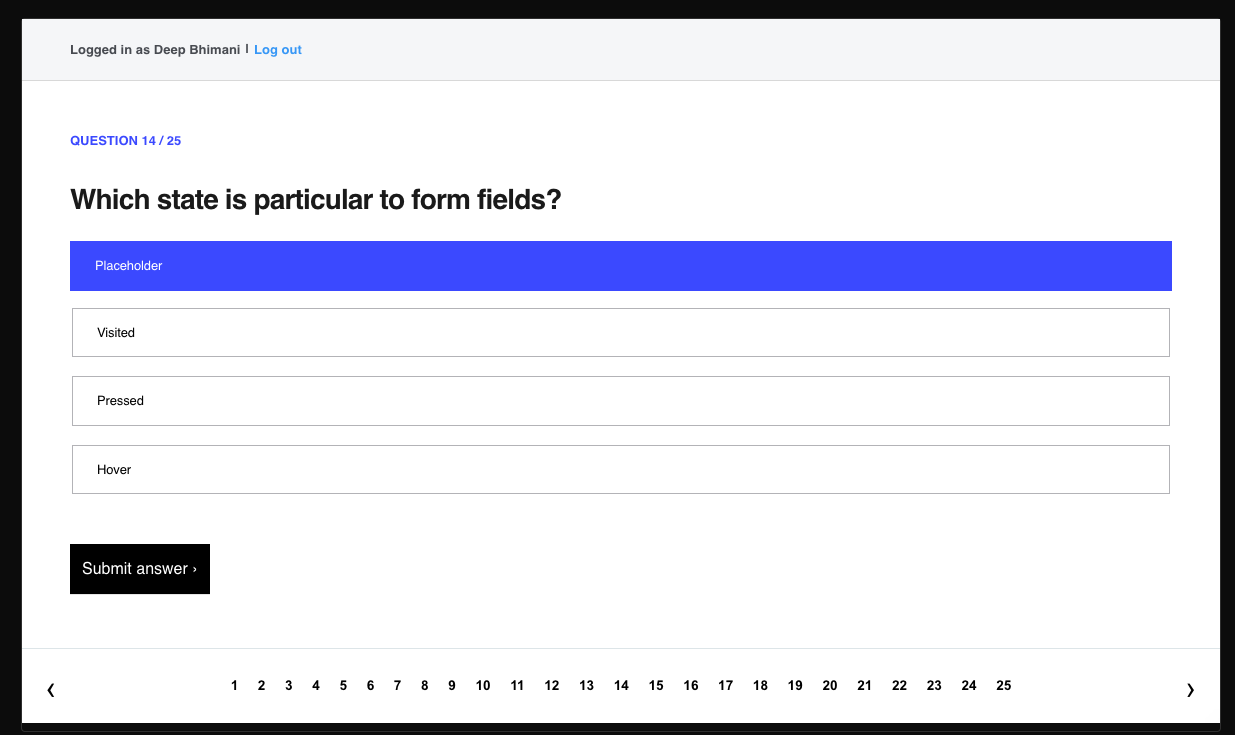 Logged in as Deep Bhimani | Log out
QUESTION 14 / 25
Which state is particular to form fields?
Placeholder
Visited
Pressed
Hover
Submit answer ›
‹ 1 2 3 4 5 6 7 8 9 10 11 12 13 14 15 16 17 18 19 20 21 22 23 24 25 ›